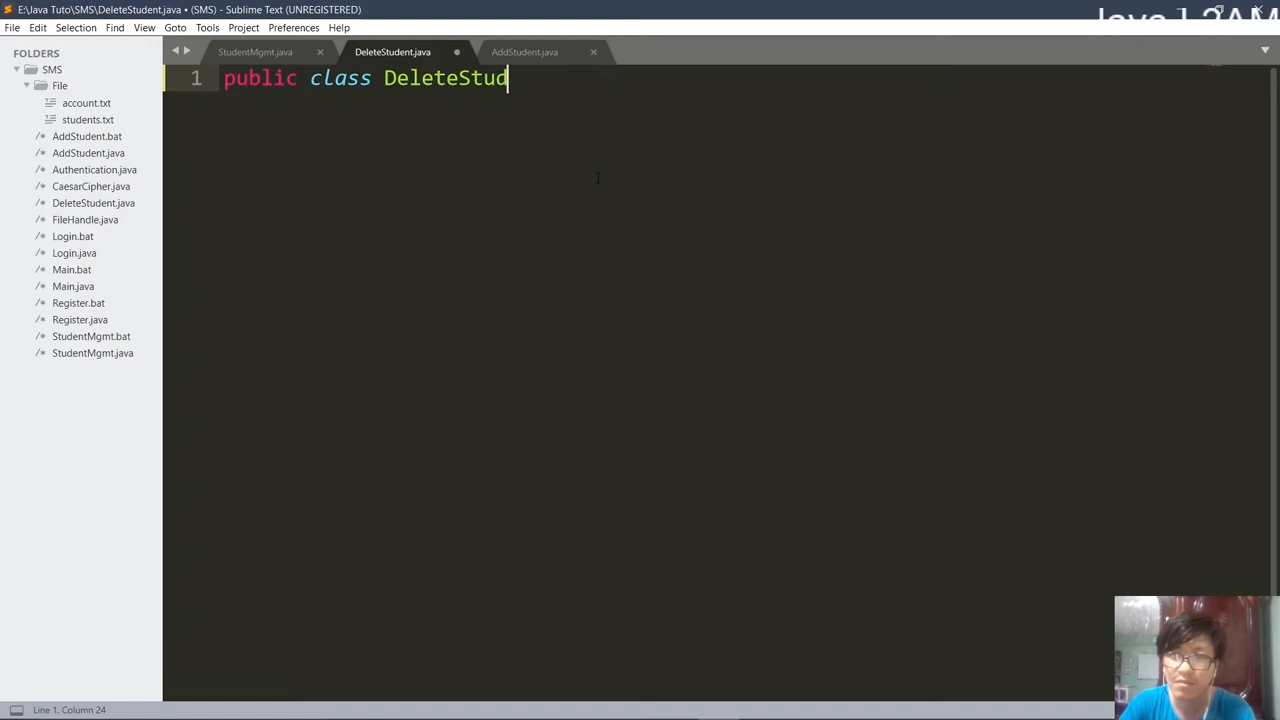 E:\Java Tuto\SMS\DeleteStudent.java • (SMS) - Sublime Text (UNREGISTERED)
File Edit Selection Find View Goto Tools Project Preferences Help
FOLDERS
SMS
File
account.txt
students.txt
AddStudent.bat
AddStudent.java
Authentication.java
CaesarCipher.java
DeleteStudent.java
FileHandle.java
Login.bat
Login.java
Main.bat
Main.java
Register.bat
Register.java
StudentMgmt.bat
StudentMgmt.java
StudentMgmt.java DeleteStudent.java AddStudent.java
1 public class DeleteStud
Line 1, Column 24